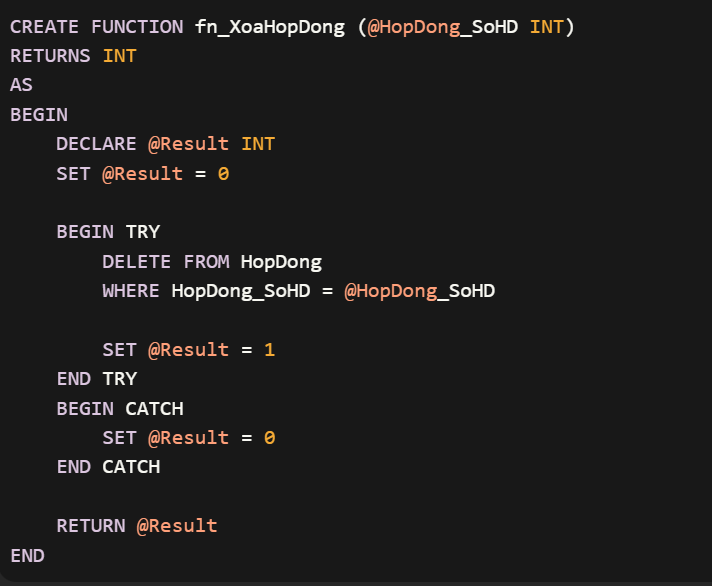 CREATE FUNCTION fn_XoaHopDong (@HopDong_SoHD INT)
RETURNS INT
AS
BEGIN
    DECLARE @Result INT
    SET @Result = 0

    BEGIN TRY
        DELETE FROM HopDong
        WHERE HopDong_SoHD = @HopDong_SoHD

        SET @Result = 1
    END TRY
    BEGIN CATCH
        SET @Result = 0
    END CATCH

    RETURN @Result
END